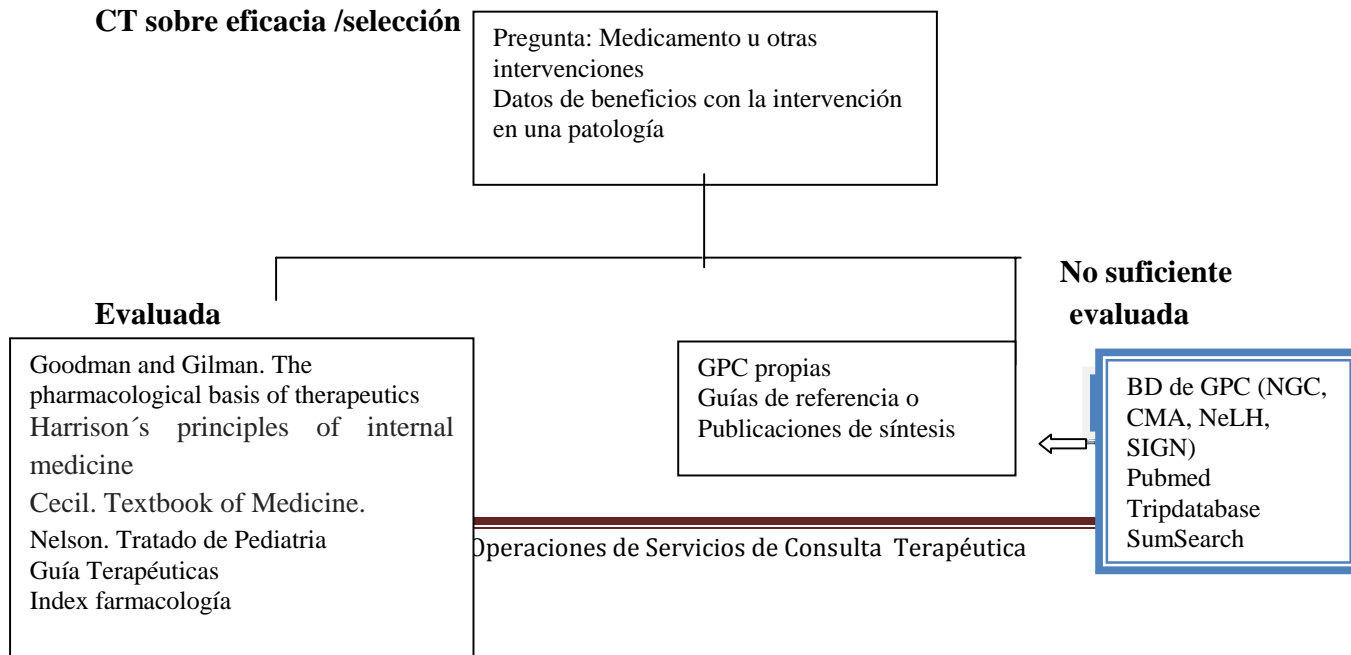 CT sobre eficacia /selección
Pregunta: Medicamento u otras
intervenciones
Datos de beneficios con la intervención
en una patología
No suficiente
evaluada
Evaluada
Goodman and Gilman. The
pharmacological basis of therapeutics
Harrison´s principles of internal
medicine
Cecil. Textbook of Medicine.
Nelson. Tratado de Pediatria
Guía Terapéuticas
Index farmacología
GPC propias
Guías de referencia o
Publicaciones de síntesis
BD de GPC (NGC,
CMA, NeLH,
SIGN)
Pubmed
Tripdatabase
SumSearch
Operaciones de Servicios de Consulta Terapéutica